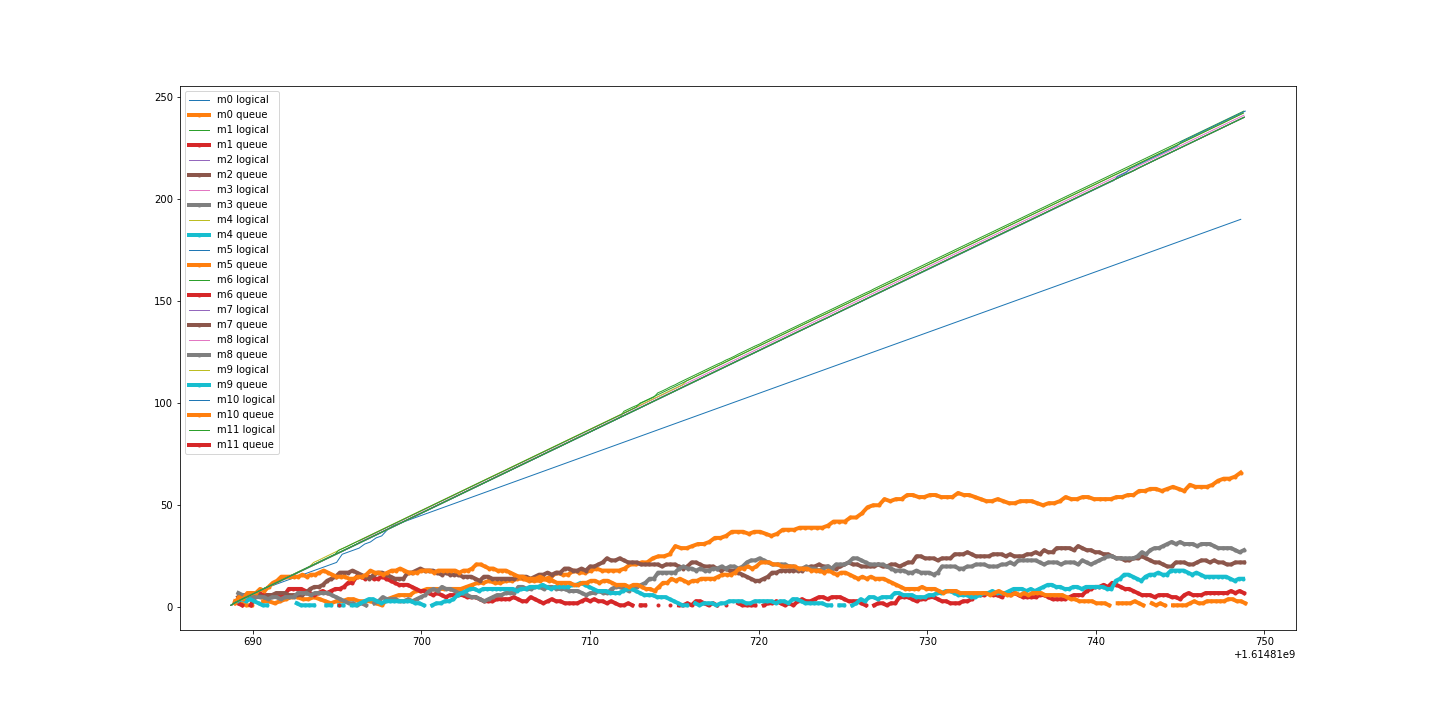 250
200
150
100
50
0
m0 logical
m0 queue
m1 logical
m1 queue
m2 logical
m2 queue
m3 logical
m3 queue
m4 logical
m4 queue
m5 logical
m5 queue
m6 logical
m6 queue
m7 logical
m7 queue
m8 logical
m8 queue
m9 logical
m9 queue
m10 logical
m10 queue
m11 logical
m11 queue
690 700 710 720 730 740 750
+1.61481e9